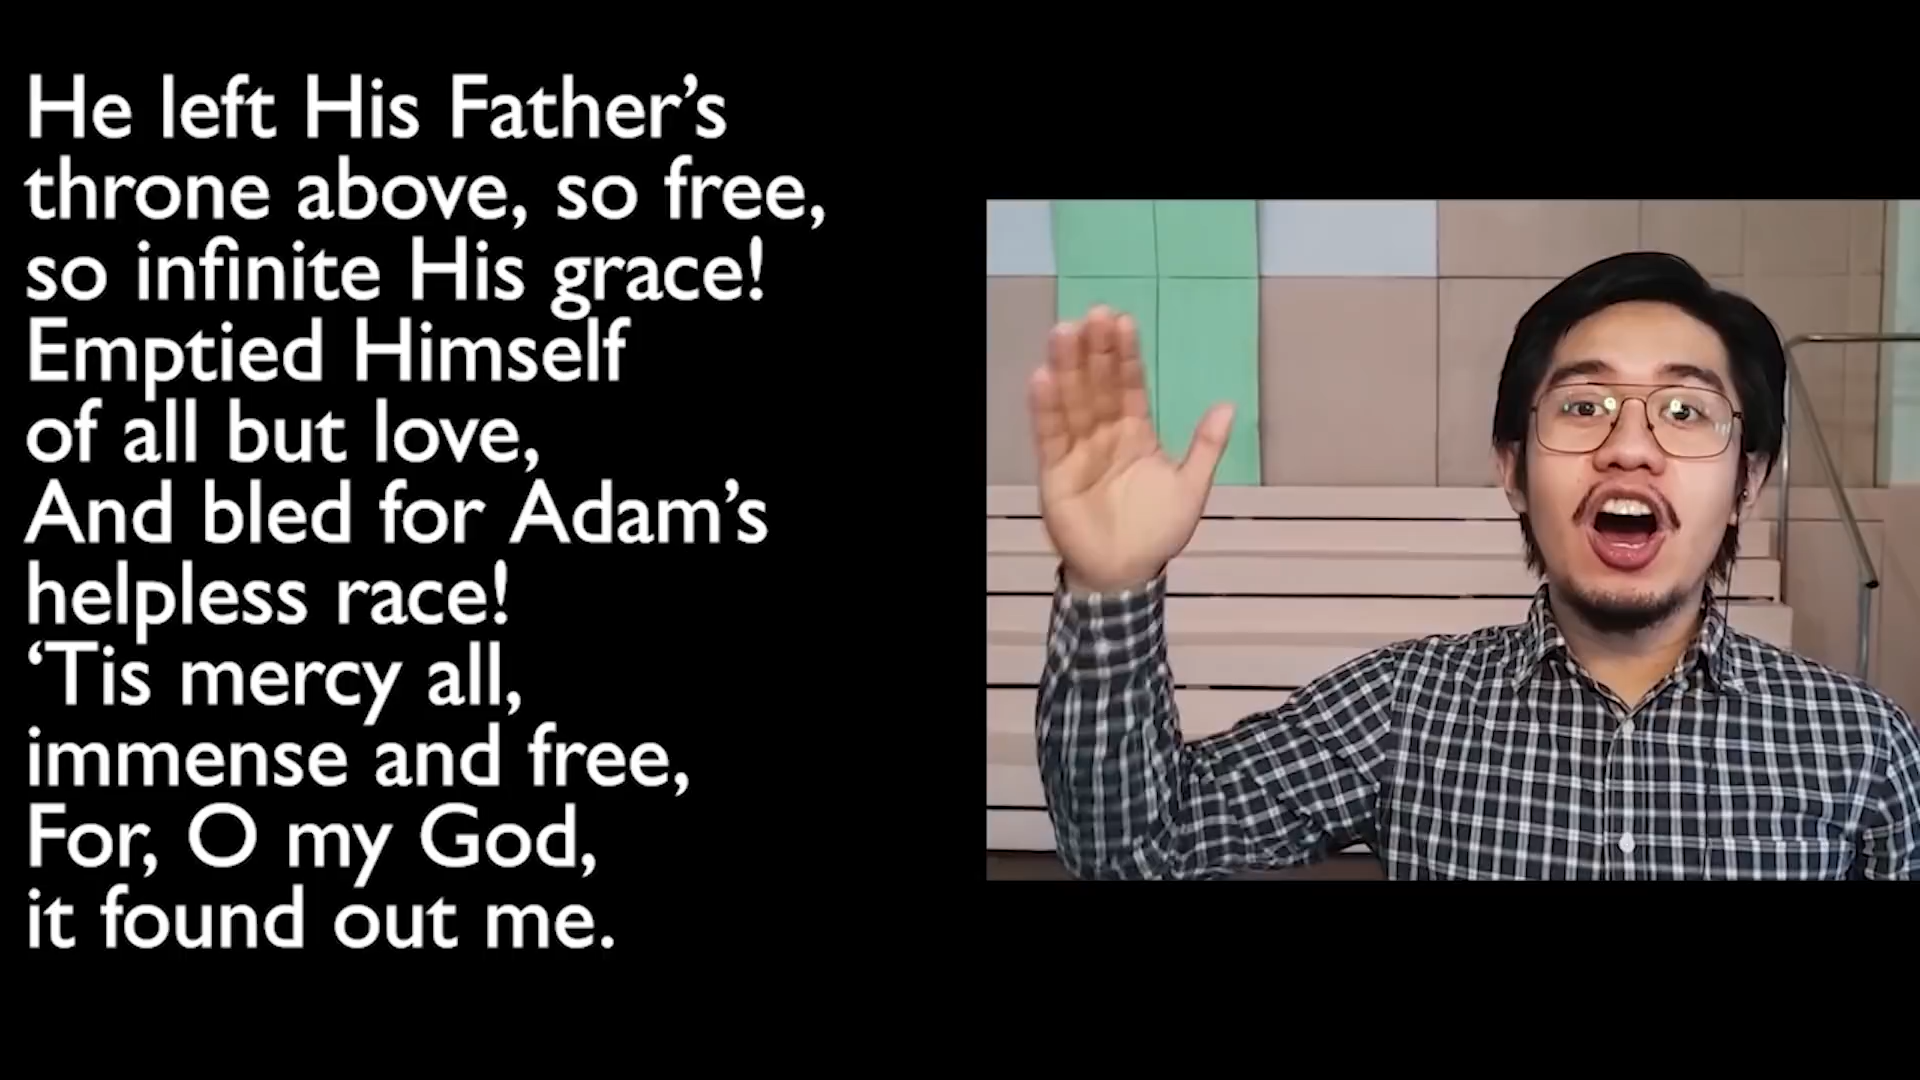 He left His Father’s
throne above, so free,
so infinite His grace!
Emptied Himself
of all but love,
And bled for Adam’s
helpless race!
‘Tis mercy all,
immense and free,
For, O my God,
it found out me.